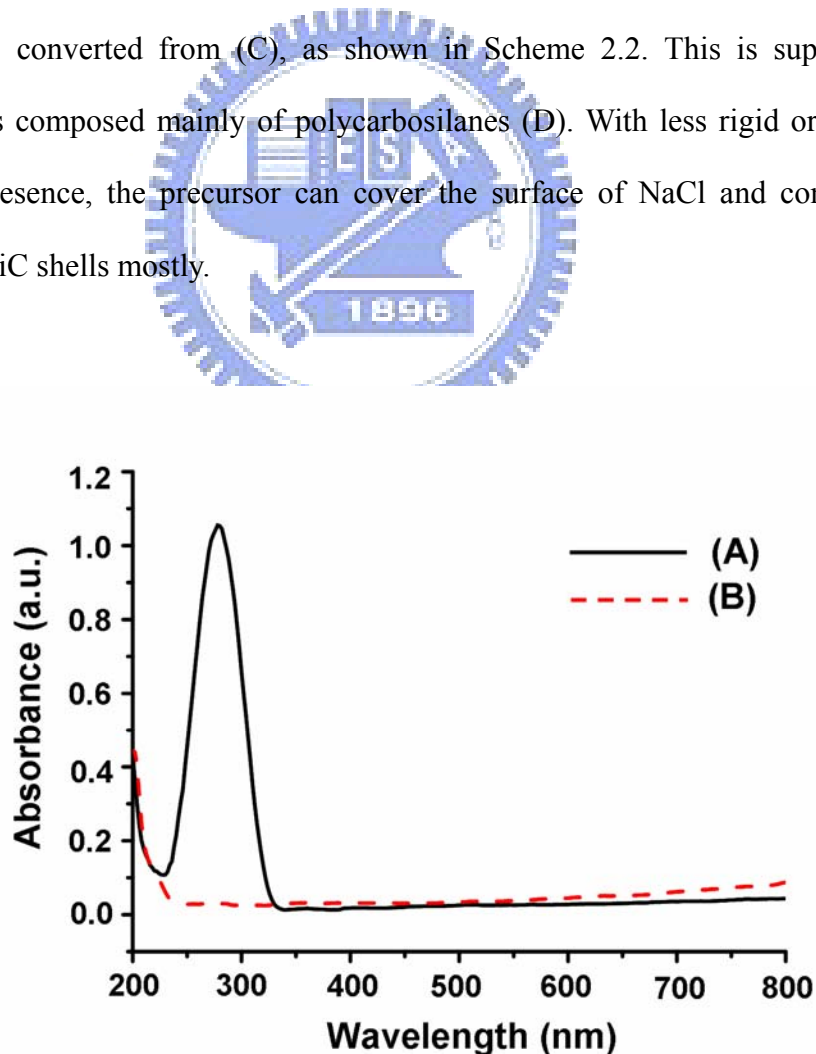 converted from (C), as shown in Scheme 2.2. This is sup
s composed mainly of polycarbosilanes (D). With less rigid or
esence, the precursor can cover the surface of NaCl and con
iC shells mostly.
E S A
1896
1.2
1.0
0.8
0.6
0.4
0.2
0.0
Absorbance (a.u.)
(A)
(B)
200 300 400 500 600 700 800
Wavelength (nm)